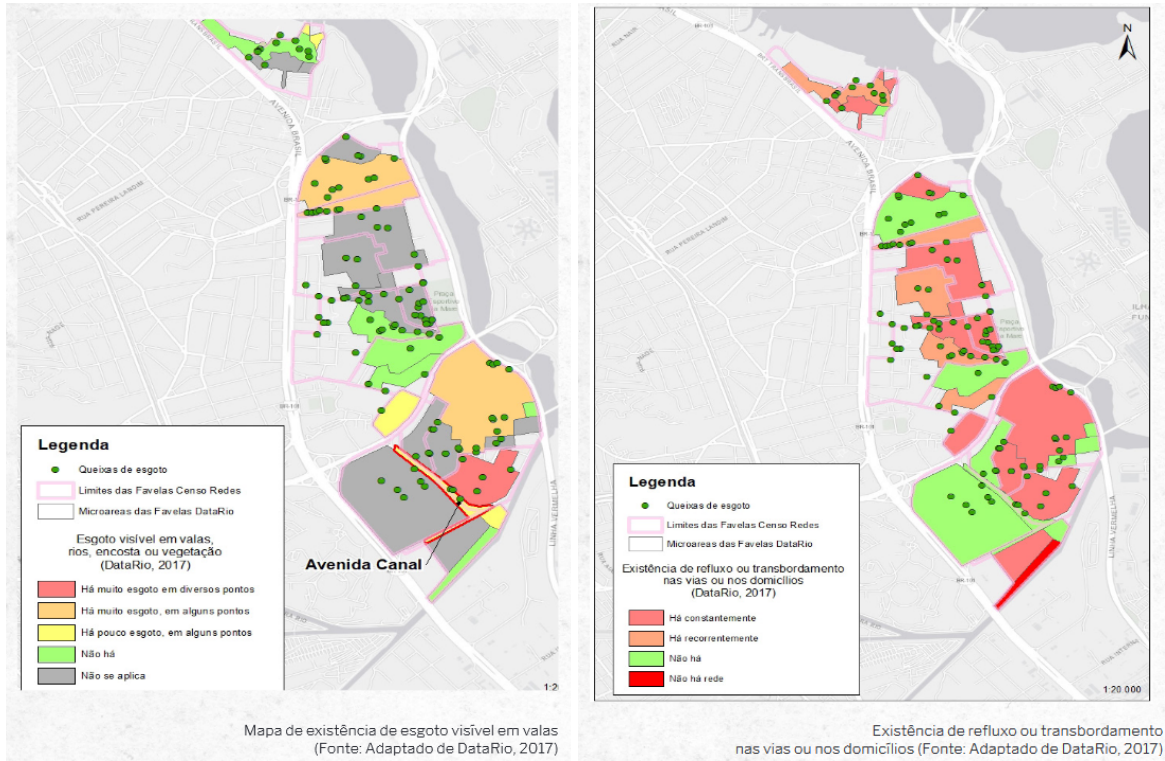 AVENIDA BRASIL
RUA PEREIRA LANDIM
BR-101
LINHA VERMELHA
Legenda
Queixas de esgoto
Limites das Favelas Censo Redes
Microareas das Favelas DataRio
Esgoto visível em valas,
rios, encosta ou vegetação
(DataRio, 2017)
Há muito esgoto em diversos pontos
Há muito esgoto, em alguns pontos
Há pouco esgoto, em alguns pontos
Não há
Não se aplica
Avenida Canal
Mapa de existência de esgoto visível em valas
(Fonte: Adaptado de DataRio, 2017)
N
AVENIDA BRASIL
RUA PEREIRA LANDIM
LINHA VERMELHA
Legenda
Queixas de esgoto
Limites das Favelas Censo Redes
Microareas das Favelas DataRio
Existência de refluxo ou transbordamento
nas vias ou nos domicílios
(DataRio, 2017)
Há constantemente
Há recorrentemente
Não há
Não há rede
1:20.000
Existência de refluxo ou transbordamento
nas vias ou nos domicílios (Fonte: Adaptado de DataRio, 2017)